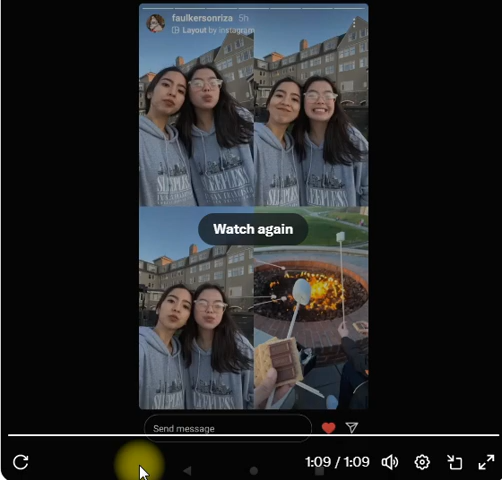 faulkersonriza 5h
Layout by Instagram
Watch again
Send message
1:09 / 1:09